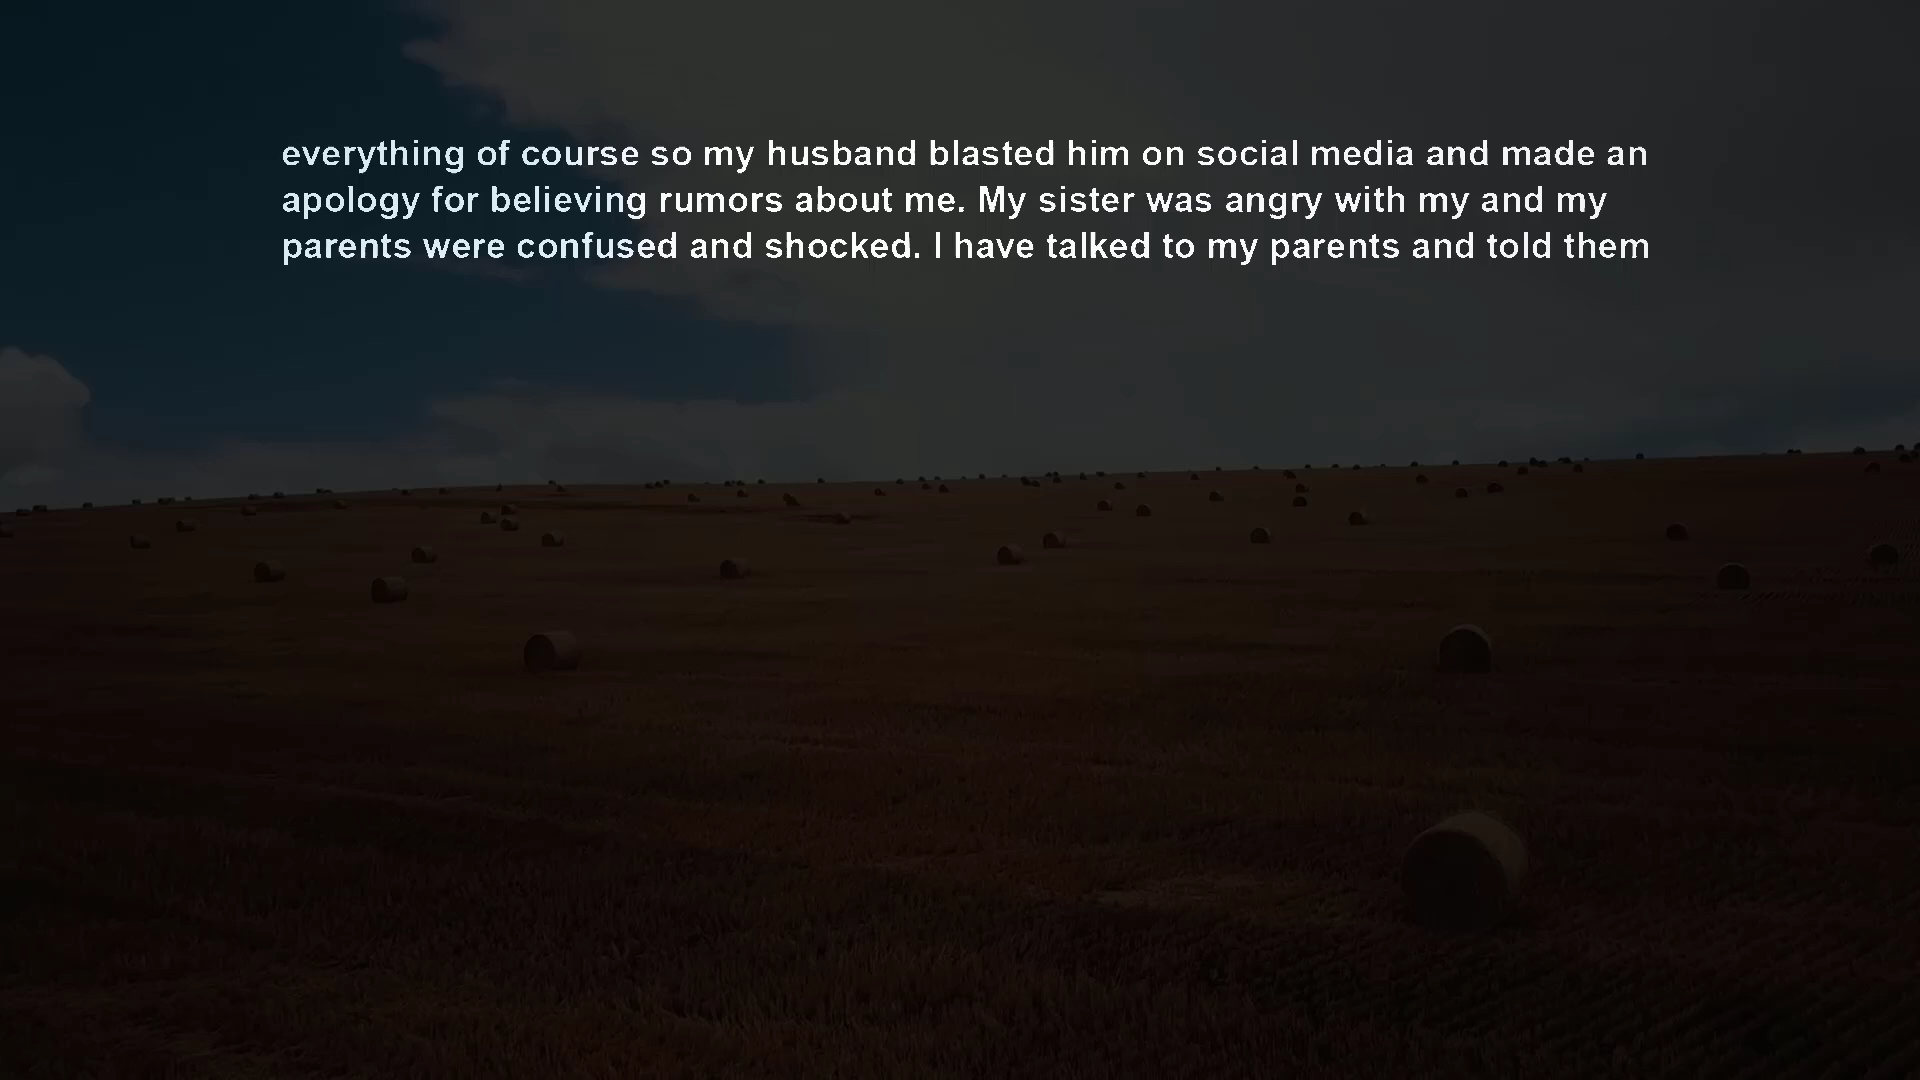 everything of course so my husband blasted him on social media and made an
apology for believing rumors about me. My sister was angry with my and my
parents were confused and shocked. I have talked to my parents and told them